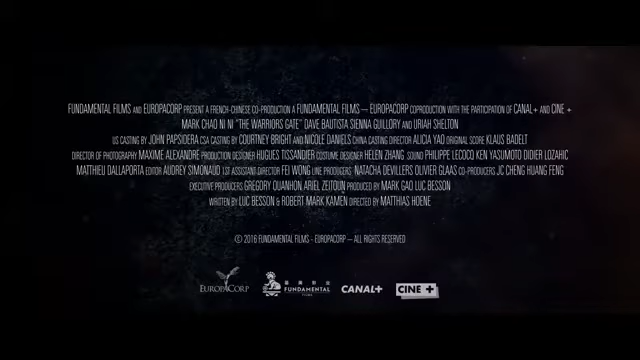 FUNDAMENTAL FILMS AND EUROPACORP PRESENT A FRENCH-CHINESE CO-PRODUCTION A FUNDAMENTAL FILMS — EUROPACORP COPRODUCTION WITH THE PARTICIPATION OF CANAL+ AND CINE +
MARK CHAO NI NI "THE WARRIORS GATE" DAVE BAUTISTA SIENNA GUILLORY AND URIAH SHELTON
US CASTING BY JOHN PAPSIDERA CSA CASTING BY COURTNEY BRIGHT AND NICOLE DANIELS CHINA CASTING DIRECTOR ALICIA YAO ORIGINAL SCORE KLAUS BADELT
DIRECTOR OF PHOTOGRAPHY MAXIME ALEXANDRE PRODUCTION DESIGNER HUGUES TISSANDIER COSTUME DESIGNER HELEN ZHANG SOUND PHILIPPE LECOCQ KEN YASUMOTO DIDIER LOZAHIC
MATTHIEU DALLAPORTA EDITOR AUDREY SIMONAUD 1ST ASSISTANT DIRECTOR FEI WONG LINE PRODUCERS NATACHA DEVILLERS OLIVIER GLAAS CO-PRODUCERS JC CHENG HUANG FENG
EXECUTIVE PRODUCERS GREGORY OUANHON ARIEL ZEITOUN PRODUCED BY MARK GAO LUC BESSON
WRITTEN BY LUC BESSON & ROBERT MARK KAMEN DIRECTED BY MATTHIAS HOENE
© 2016 FUNDAMENTAL FILMS - EUROPACORP — ALL RIGHTS RESERVED
EUROPACORP
FUNDAMENTAL
FILMS
CANAL+
CINE +